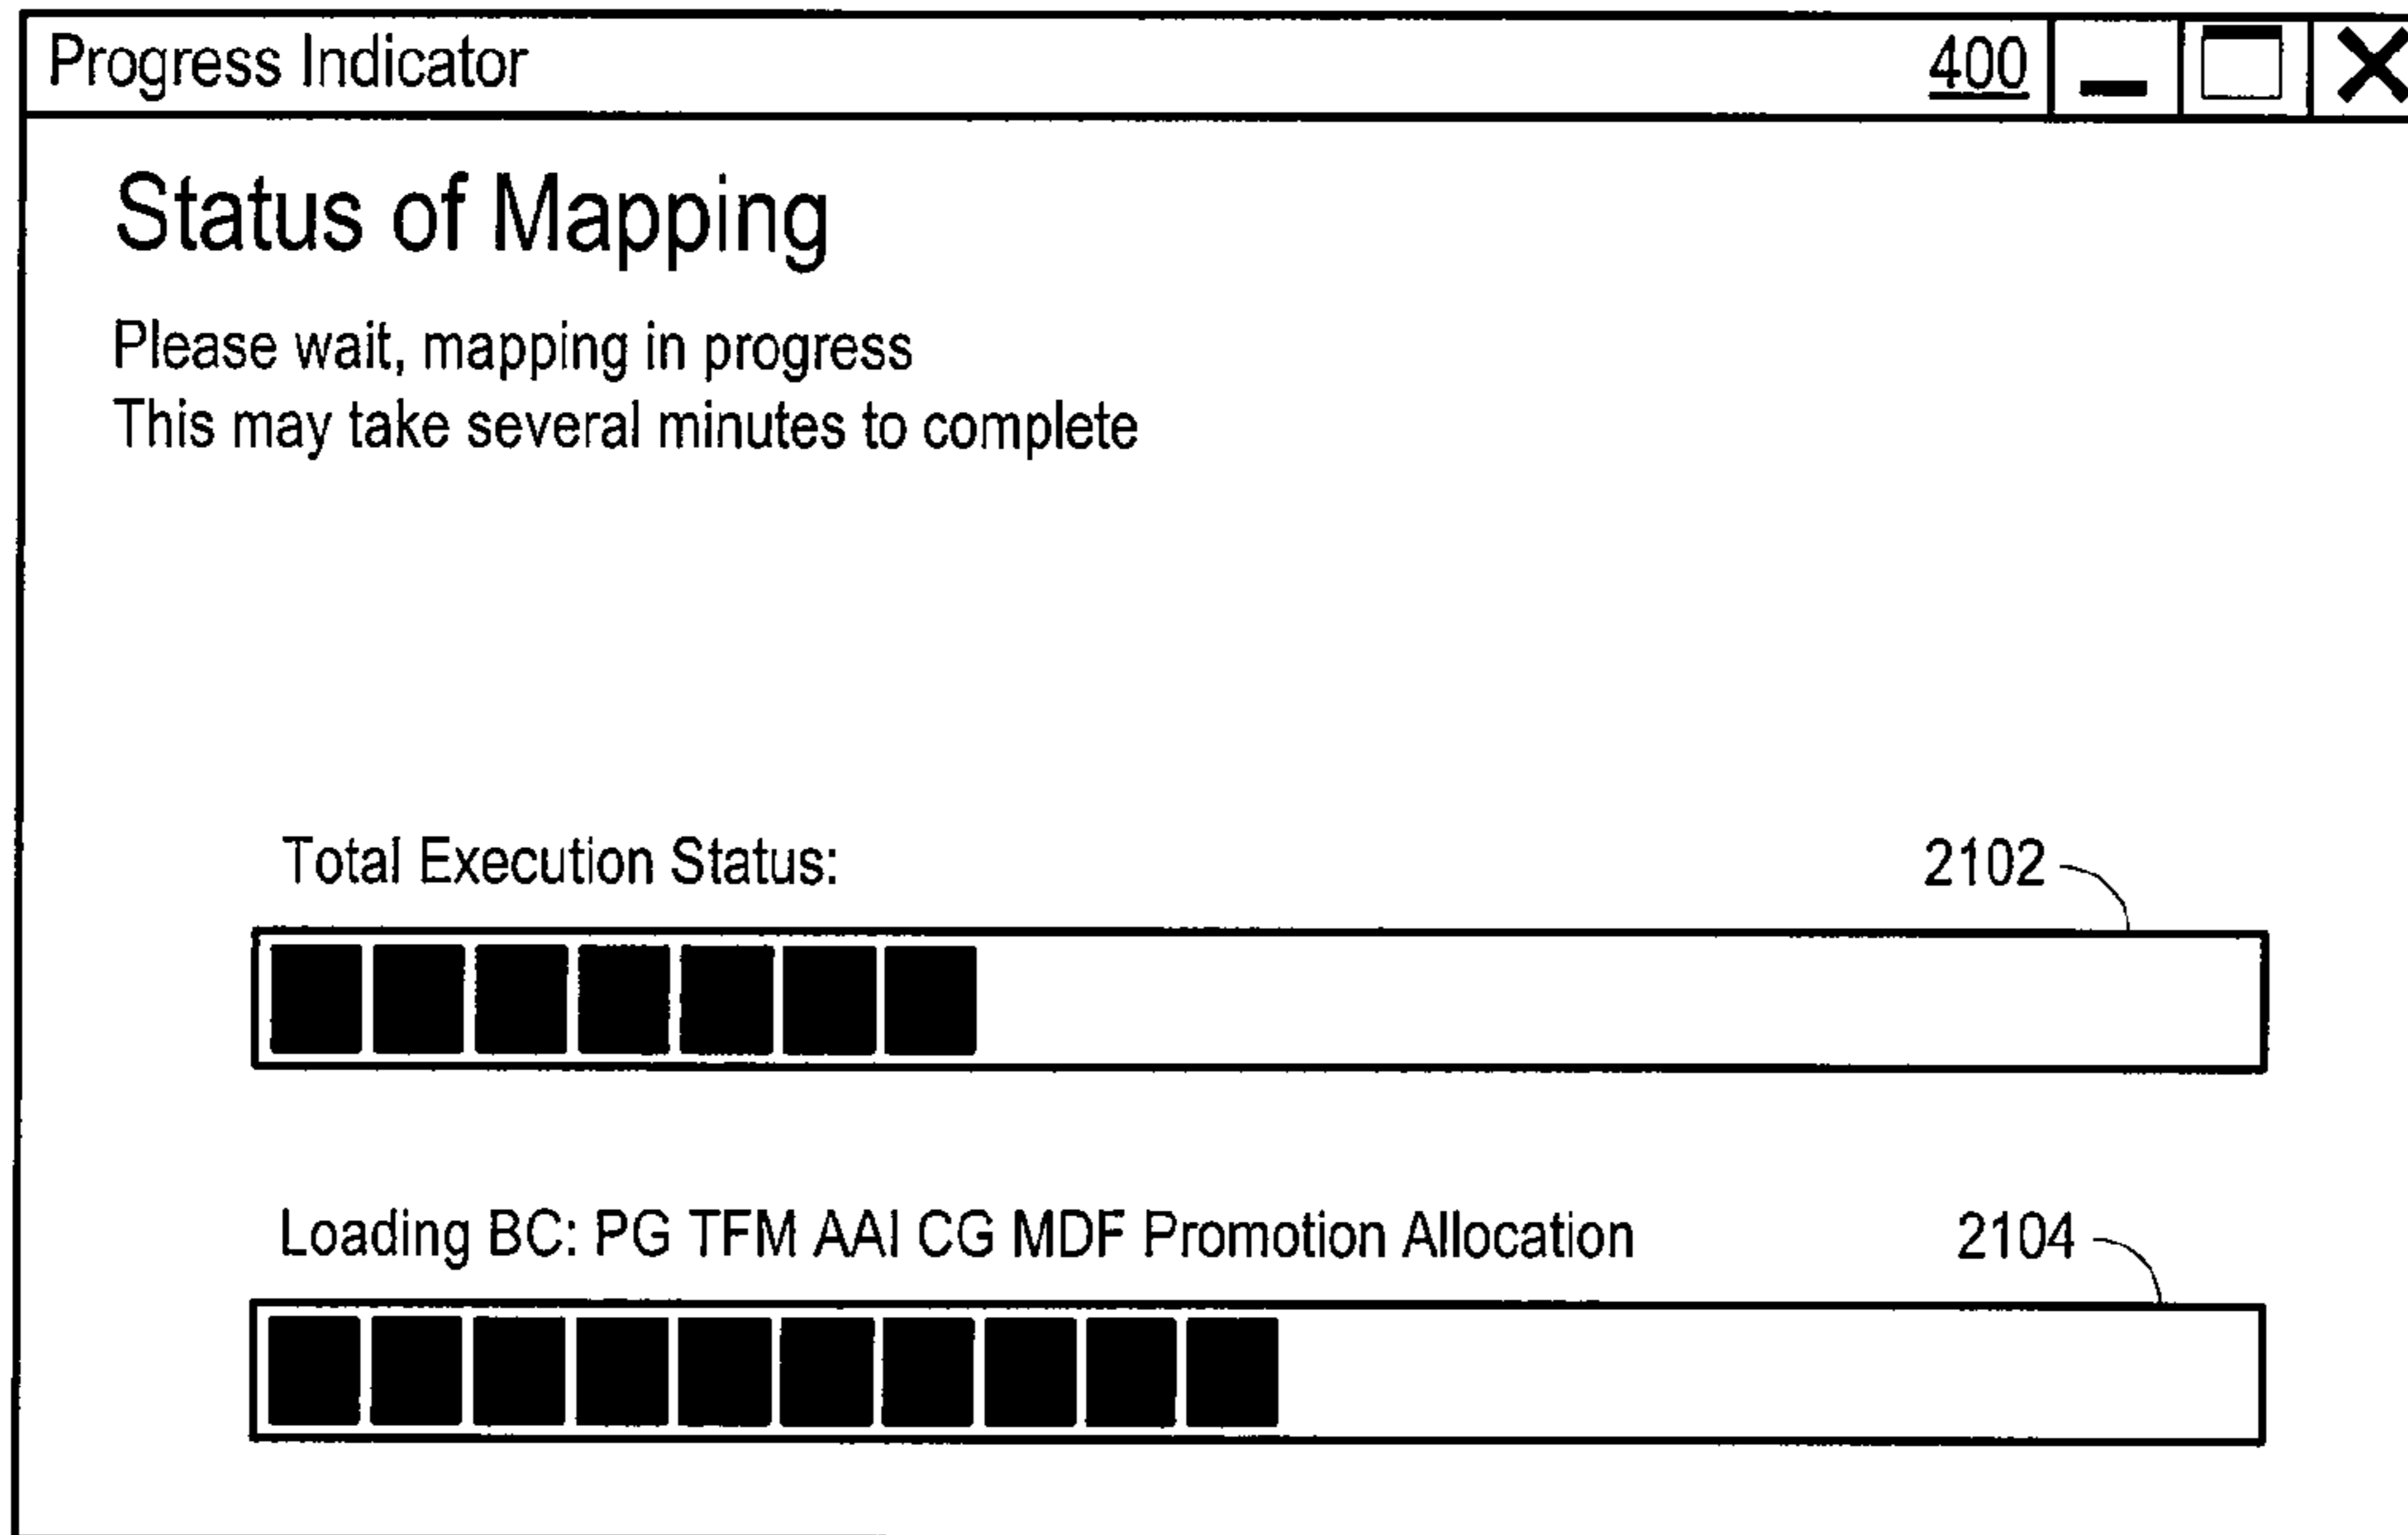 Progress Indicator 400
Status of Mapping
Please wait, mapping in progress
This may take several minutes to complete
Total Execution Status: 2102
Loading BC: PG TFM AAI CG MDF Promotion Allocation 2104